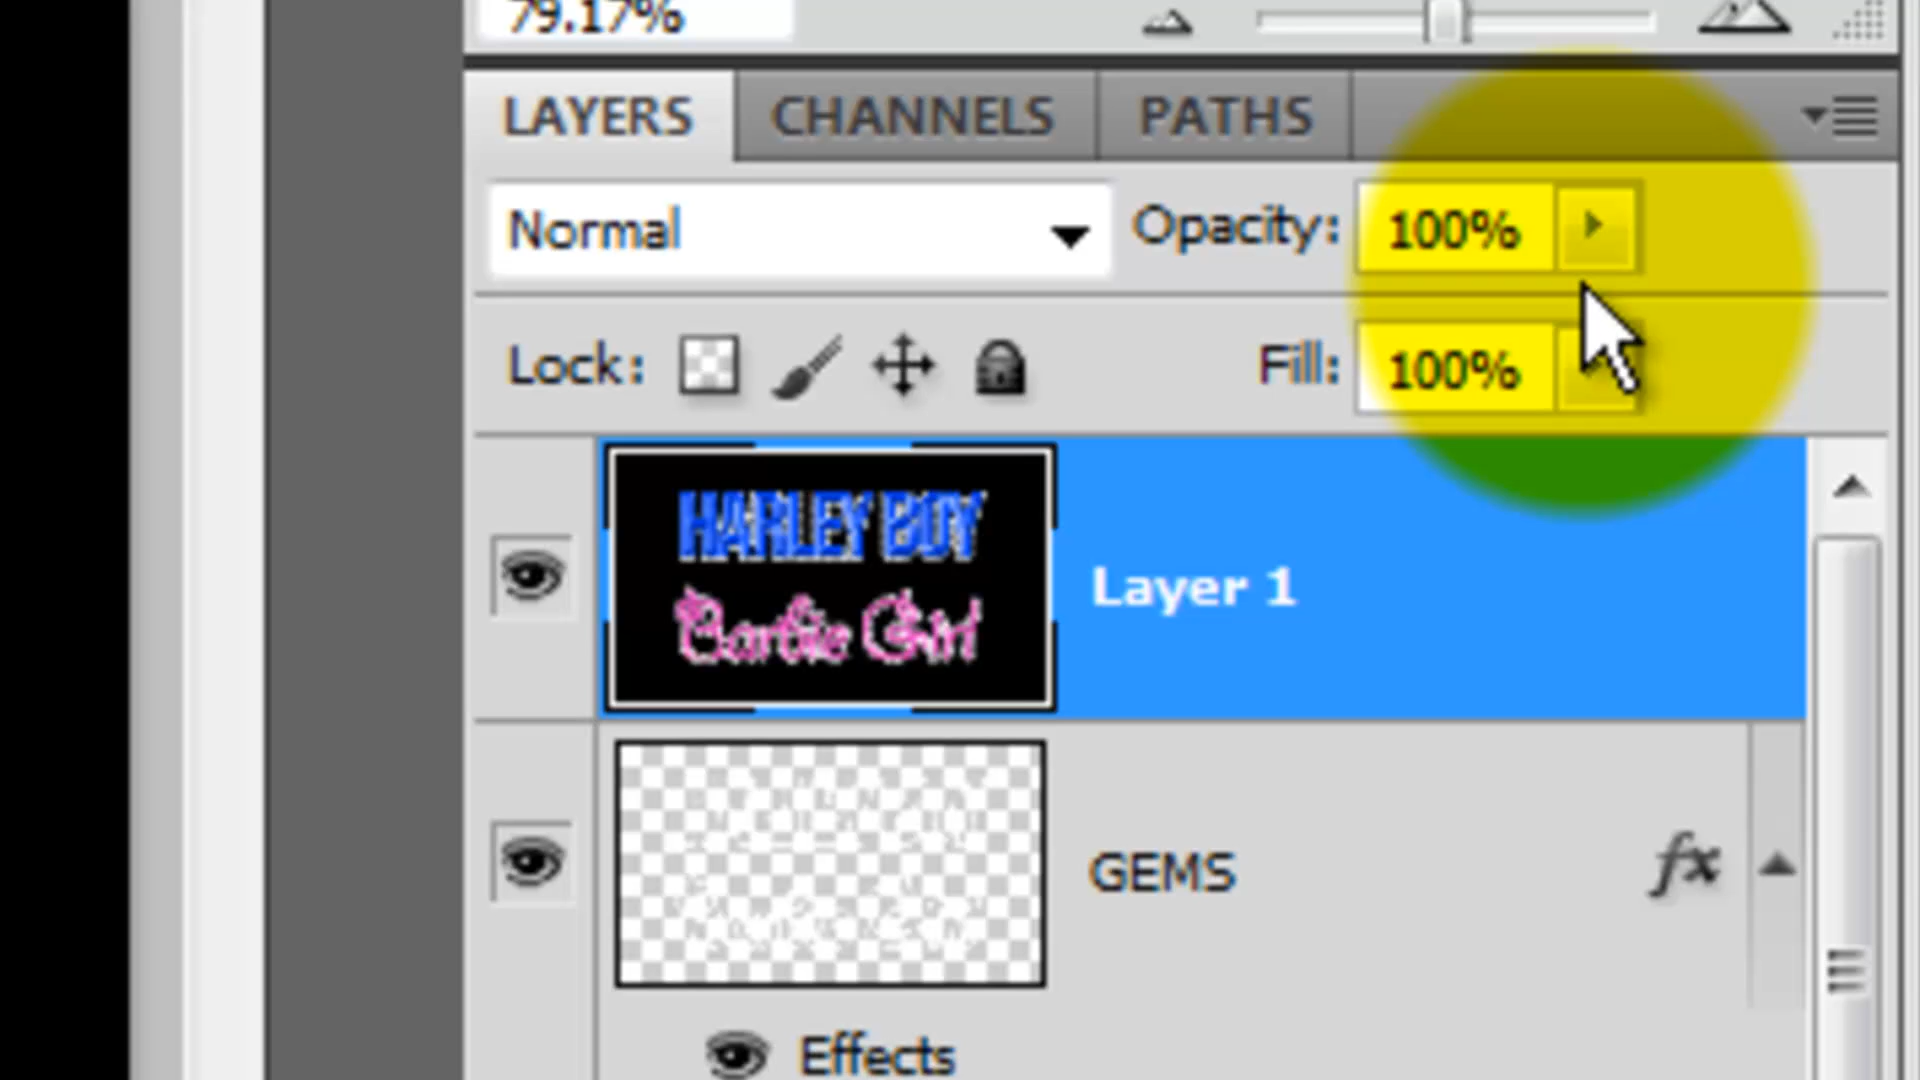 79.17%
LAYERS CHANNELS PATHS
Normal Opacity: 100%
Lock: Fill: 100%
HARLEY BOY
Barbie Girl
Layer 1
GEMS fx
Effects